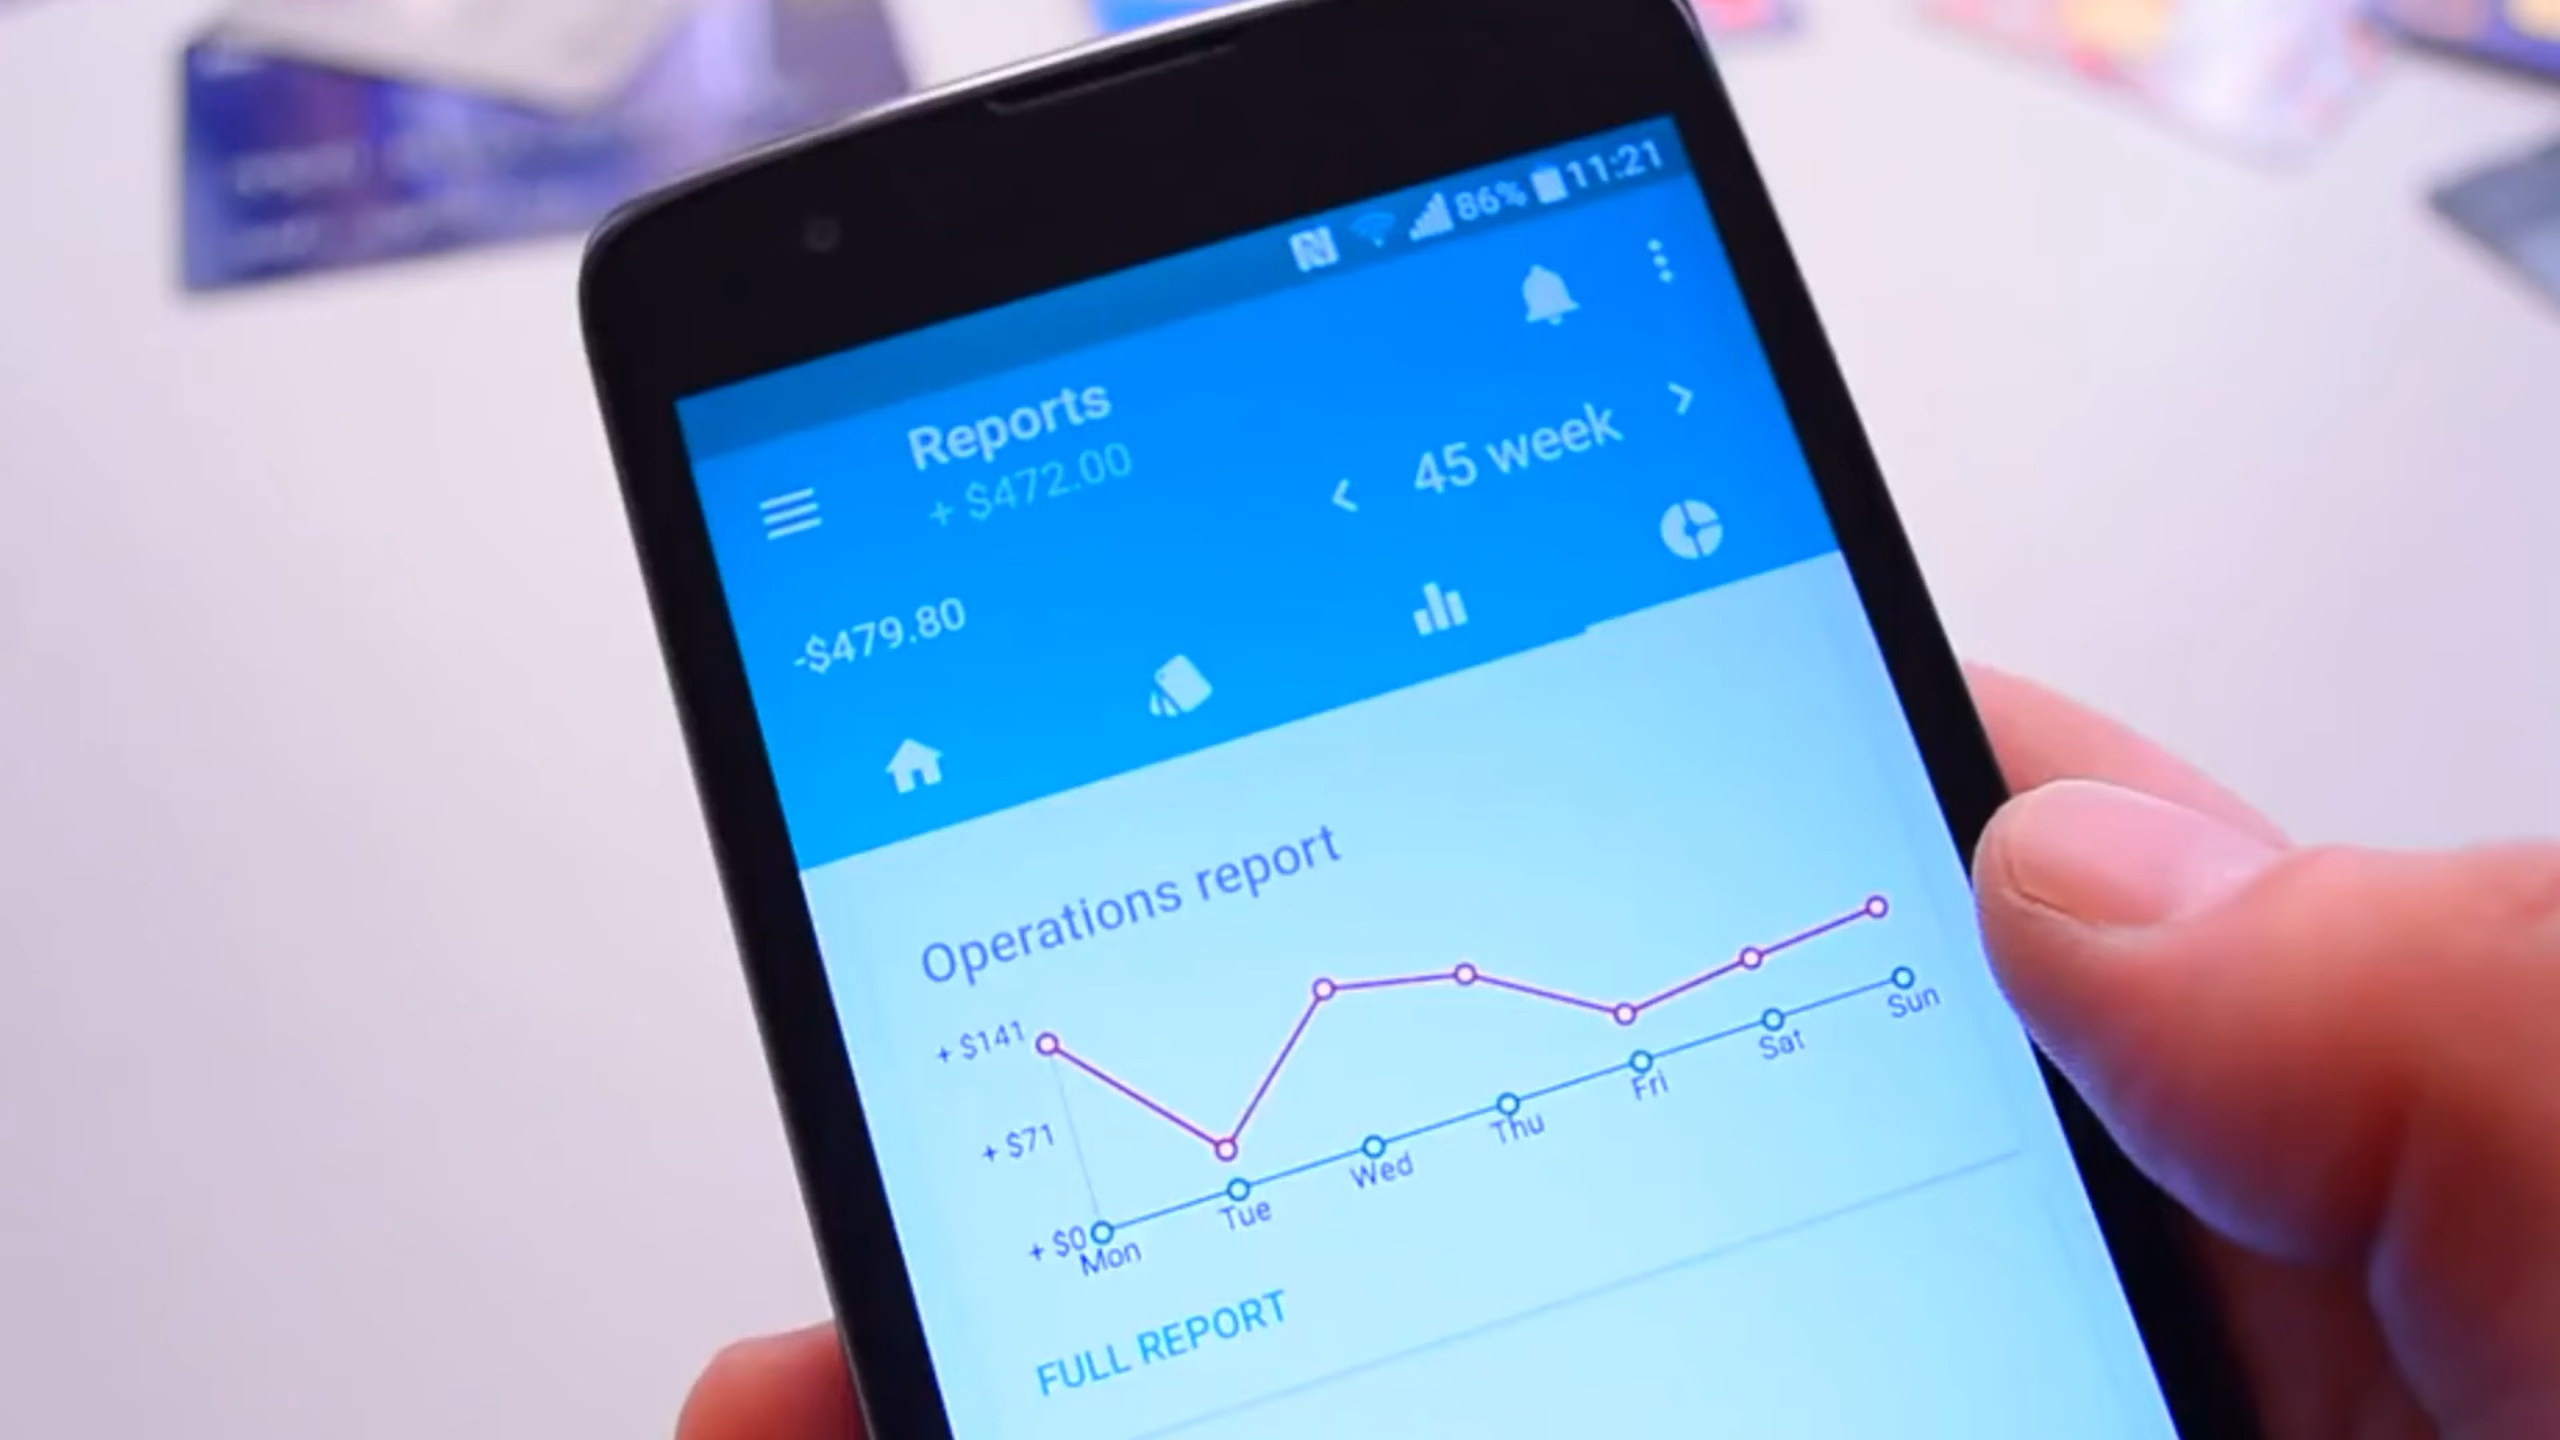 86% 11:21
Reports
+ $472.00
45 week
-$479.80
Operations report
+ $141
+ $71
+ $0
Mon
Tue
Wed
Thu
Fri
Sat
Sun
FULL REPORT